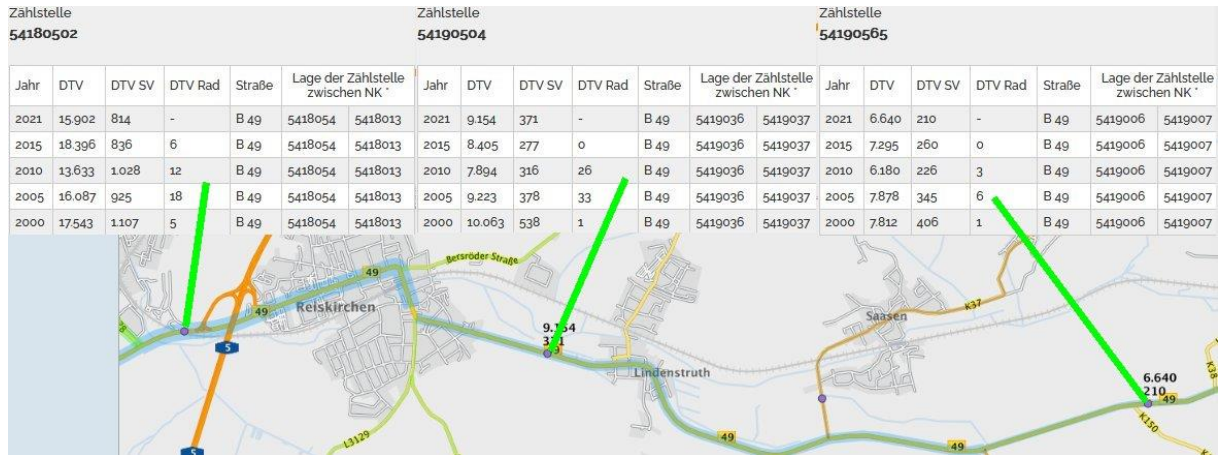 Zählstelle
54180502
Jahr DTV DTV SV DTV Rad Straße Lage der Zählstelle zwischen NK *
2021 15.902 814 - B 49 5418054 5418013
2015 18.396 836 6 B 49 5418054 5418013
2010 13.633 1.028 12 B 49 5418054 5418013
2005 16.087 925 18 B 49 5418054 5418013
2000 17.543 1.107 5 B 49 5418054 5418013
Zählstelle
54190504
Jahr DTV DTV SV DTV Rad Straße Lage der Zählstelle zwischen NK *
2021 9.154 371 - B 49 5419036 5419037
2015 8.405 277 0 B 49 5419036 5419037
2010 7.894 316 26 B 49 5419036 5419037
2005 9.223 378 33 B 49 5419036 5419037
2000 10.063 538 1 B 49 5419036 5419037
Zählstelle
54190565
Jahr DTV DTV SV DTV Rad Straße Lage der Zählstelle zwischen NK *
2021 6.640 210 - B 49 5419006 5419007
2015 7.295 260 0 B 49 5419006 5419007
2010 6.180 226 3 B 49 5419006 5419007
2005 7.878 345 6 B 49 5419006 5419007
2000 7.812 406 1 B 49 5419006 5419007
Bersröder Straße
49
Reiskirchen
49
5
K37
Saasen
9.154
371
Lindenstruth
6.640
210
49
K38
K150
L3129
49
5